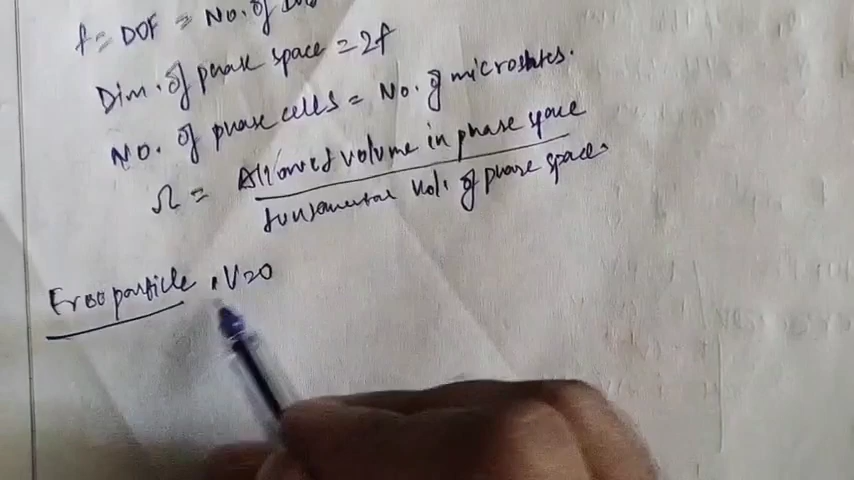 f = DOF = No. of
Dim. of phase space = 2f
No. of phase cells = No. of microstates.
Ω = Allowed volume in phase space
fundamental vol. of phase space.
Free particle, V=0